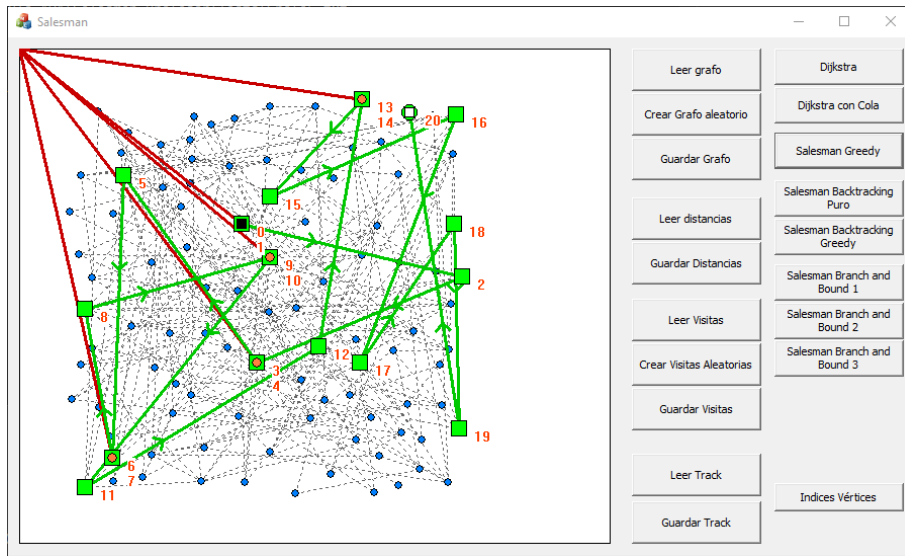 Salesman
Leer grafo
Dijkstra
Crear Grafo aleatorio
Dijkstra con Cola
Guardar Grafo
Salesman Greedy
Leer distancias
Salesman Backtracking
Puro
Guardar Distancias
Salesman Backtracking
Greedy
Salesman Branch and
Bound 1
Leer Visitas
Salesman Branch and
Bound 2
Crear Visitas Aleatorias
Salesman Branch and
Bound 3
Guardar Visitas
Leer Track
Indices Vértices
Guardar Track
13
14
20
16
5
15
0
1
18
9
10
2
8
12
3
4
17
19
6
7
11